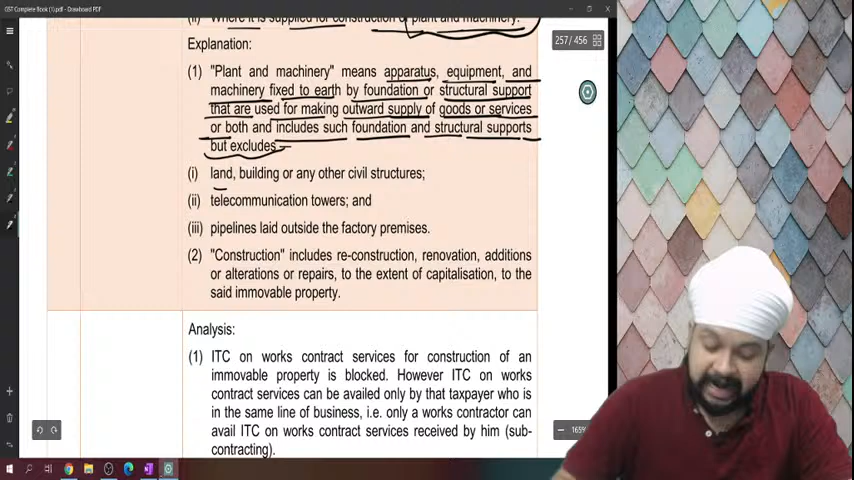 GST Complete Book (1).pdf - Drawboard PDF
(ii) Where it is supplied for construction of plant and machinery.
257/456
Explanation:
(1) "Plant and machinery" means apparatus, equipment, and
machinery fixed to earth by foundation or structural support
that are used for making outward supply of goods or services
or both and includes such foundation and structural supports
but excludes
(i) land, building or any other civil structures;
(ii) telecommunication towers; and
(iii) pipelines laid outside the factory premises.
(2) "Construction" includes re-construction, renovation, additions
or alterations or repairs, to the extent of capitalisation, to the
said immovable property.
Analysis:
(1) ITC on works contract services for construction of an
immovable property is blocked. However ITC on works
contract services can be availed only by that taxpayer who is
in the same line of business, i.e. only a works contractor can
avail ITC on works contract services received by him (sub-
contracting).